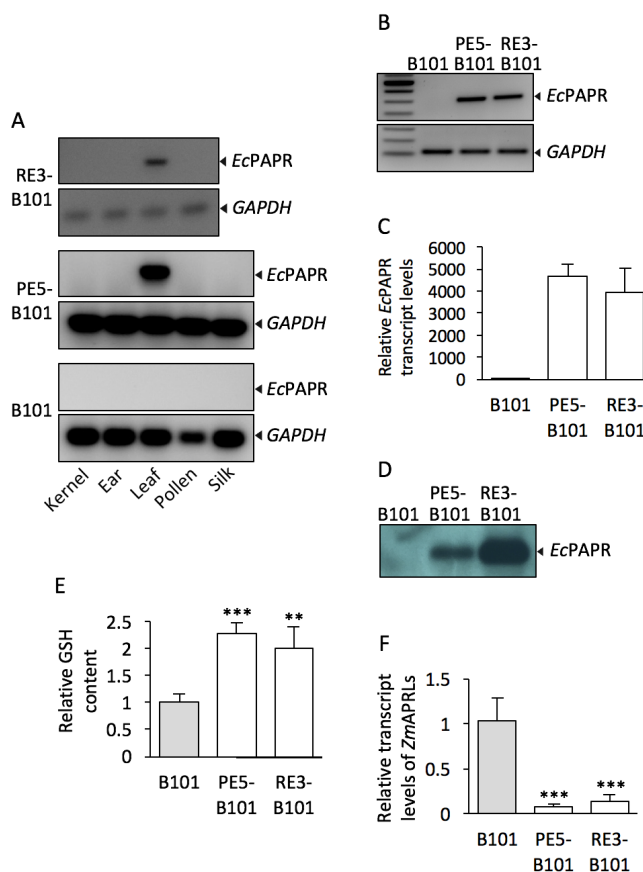 A
RE3-
B101
EcPAPR
GAPDH
PE5-
B101
EcPAPR
GAPDH
B101
EcPAPR
GAPDH
Kernel
Ear
Leaf
Pollen
Silk
B
B101
PE5-
B101
RE3-
B101
EcPAPR
GAPDH
C
Relative EcPAPR
transcript levels
6000
5000
4000
3000
2000
1000
0
B101
PE5-
B101
RE3-
B101
D
B101
PE5-
B101
RE3-
B101
EcPAPR
E
Relative GSH
content
2.5
2
1.5
1
0.5
0
***
**
B101
PE5-
B101
RE3-
B101
F
Relative transcript
levels of ZmAPRLs
1.5
1
0.5
0
***
***
B101
PE5-
B101
RE3-
B101